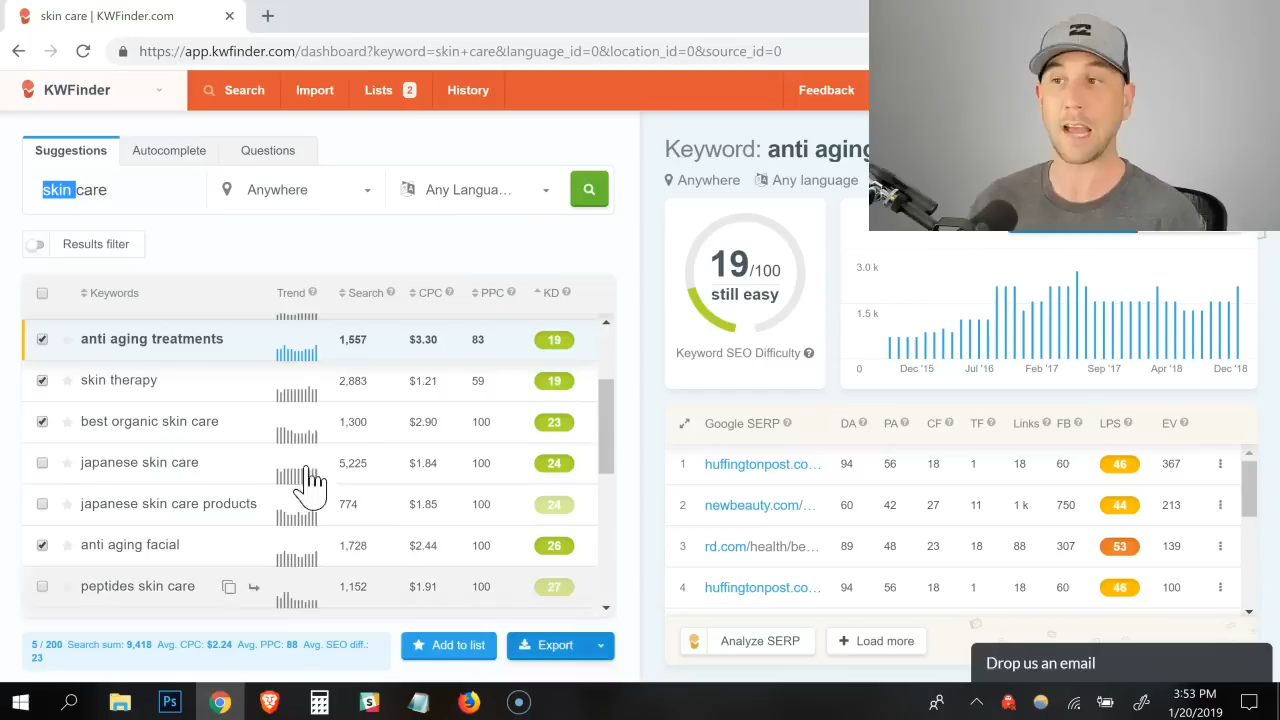 skin care | KWFinder.com
https://app.kwfinder.com/dashboard?keyword=skin+care&language_id=0&location_id=0&source_id=0
KWFinder
Search
Import
Lists 2
History
Feedback
Suggestions
Autocomplete
Questions
skin care
Anywhere
Any Langua...
Results filter
Keywords Trend Search CPC PPC KD
anti aging treatments 1,557 $3.30 83 19
skin therapy 2,883 $1.21 59 19
best organic skin care 1,300 $2.90 100 23
japanese skin care 5,225 $1.84 100 24
japanese skin care products 774 $1.85 100 24
anti aging facial 1,728 $2.44 100 26
peptides skin care 1,152 $1.91 100 27
5 / 200 Search sum: 9,418 Avg. CPC: $2.24 Avg. PPC: 88 Avg. SEO diff.:
23
Add to list
Export
Keyword: anti aging
Anywhere Any language
19/100
still easy
Keyword SEO Difficulty
3.0 k
1.5 k
0
Dec '15 Jul '16 Feb '17 Sep '17 Apr '18 Dec '18
Google SERP DA PA CF TF Links FB LPS EV
1 huffingtonpost.co... 94 56 18 1 18 60 46 367
2 newbeauty.com/... 60 42 27 11 1 k 750 44 213
3 rd.com/health/be... 89 48 23 18 88 307 53 139
4 huffingtonpost.co... 94 56 18 1 18 60 46 100
Analyze SERP
Load more
Drop us an email
Ps
3:53 PM
1/20/2019